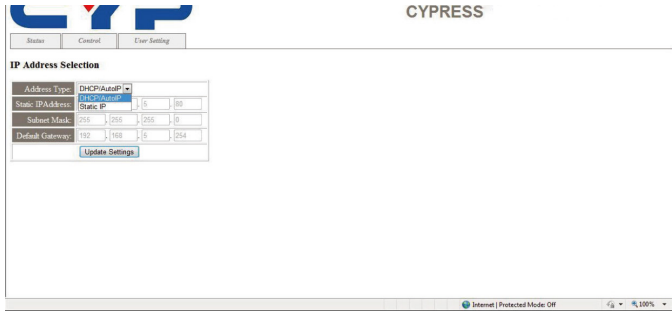 CYP
CYPRESS
Status Control User Setting
IP Address Selection
Address Type: DHCP/AutoIP
DHCP/AutoIP
Static IP
Static IPAddress: . 5 . 80
Subnet Mask: 255 . 255 . 255 . 0
Default Gateway: 192 . 168 . 5 . 254
Update Settings
Internet | Protected Mode: Off 100%